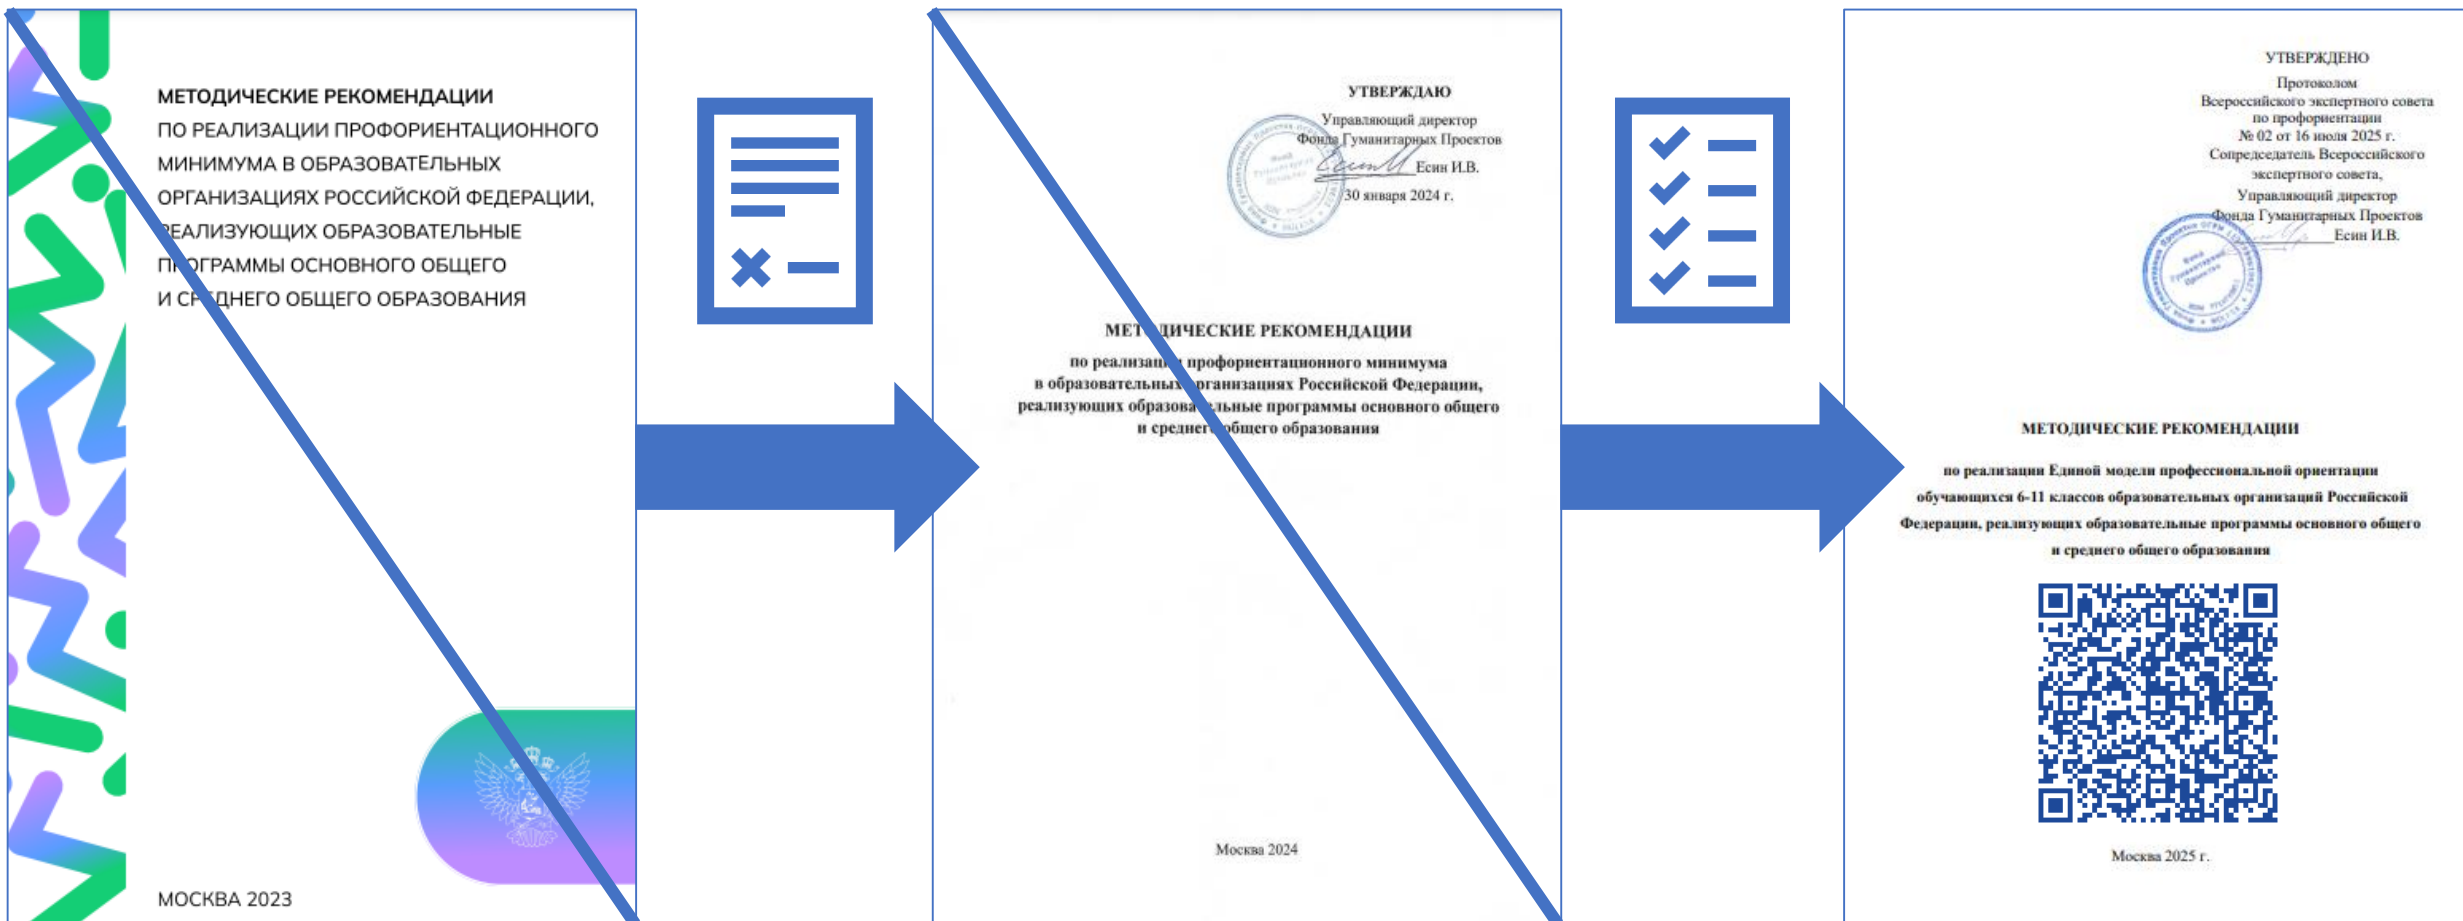 МЕТОДИЧЕСКИЕ РЕКОМЕНДАЦИИ
ПО РЕАЛИЗАЦИИ ПРОФОРИЕНТАЦИОННОГО
МИНИМУМА В ОБРАЗОВАТЕЛЬНЫХ
ОРГАНИЗАЦИЯХ РОССИЙСКОЙ ФЕДЕРАЦИИ,
РЕАЛИЗУЮЩИХ ОБРАЗОВАТЕЛЬНЫЕ
ПРОГРАММЫ ОСНОВНОГО ОБЩЕГО
И СРЕДНЕГО ОБЩЕГО ОБРАЗОВАНИЯ
МОСКВА 2023
УТВЕРЖДАЮ
Управляющий директор
Фонда Гуманитарных Проектов
Есин И.В.
30 января 2024 г.
МЕТОДИЧЕСКИЕ РЕКОМЕНДАЦИИ
по реализации профориентационного минимума
в образовательных организациях Российской Федерации,
реализующих образовательные программы основного общего
и среднего общего образования
Москва 2024
УТВЕРЖДЕНО
Протоколом
Всероссийского экспертного совета
по профориентации
№ 02 от 16 июля 2025 г.
Сопредседатель Всероссийского
экспертного совета,
Управляющий директор
Фонда Гуманитарных Проектов
Есин И.В.
МЕТОДИЧЕСКИЕ РЕКОМЕНДАЦИИ
по реализации Единой модели профессиональной ориентации
обучающихся 6-11 классов образовательных организаций Российской
Федерации, реализующих образовательные программы основного общего
и среднего общего образования
Москва 2025 г.